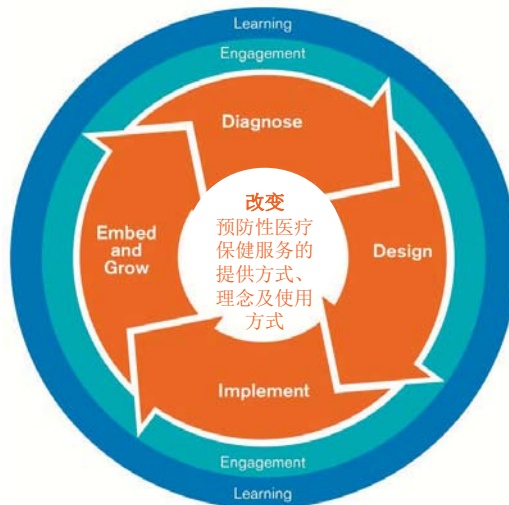 Learning
Engagement
Diagnose
改变
预防性医疗
保健服务的
提供方式、
理念及使用
方式
Embed
and
Grow
Design
Implement
Engagement
Learning